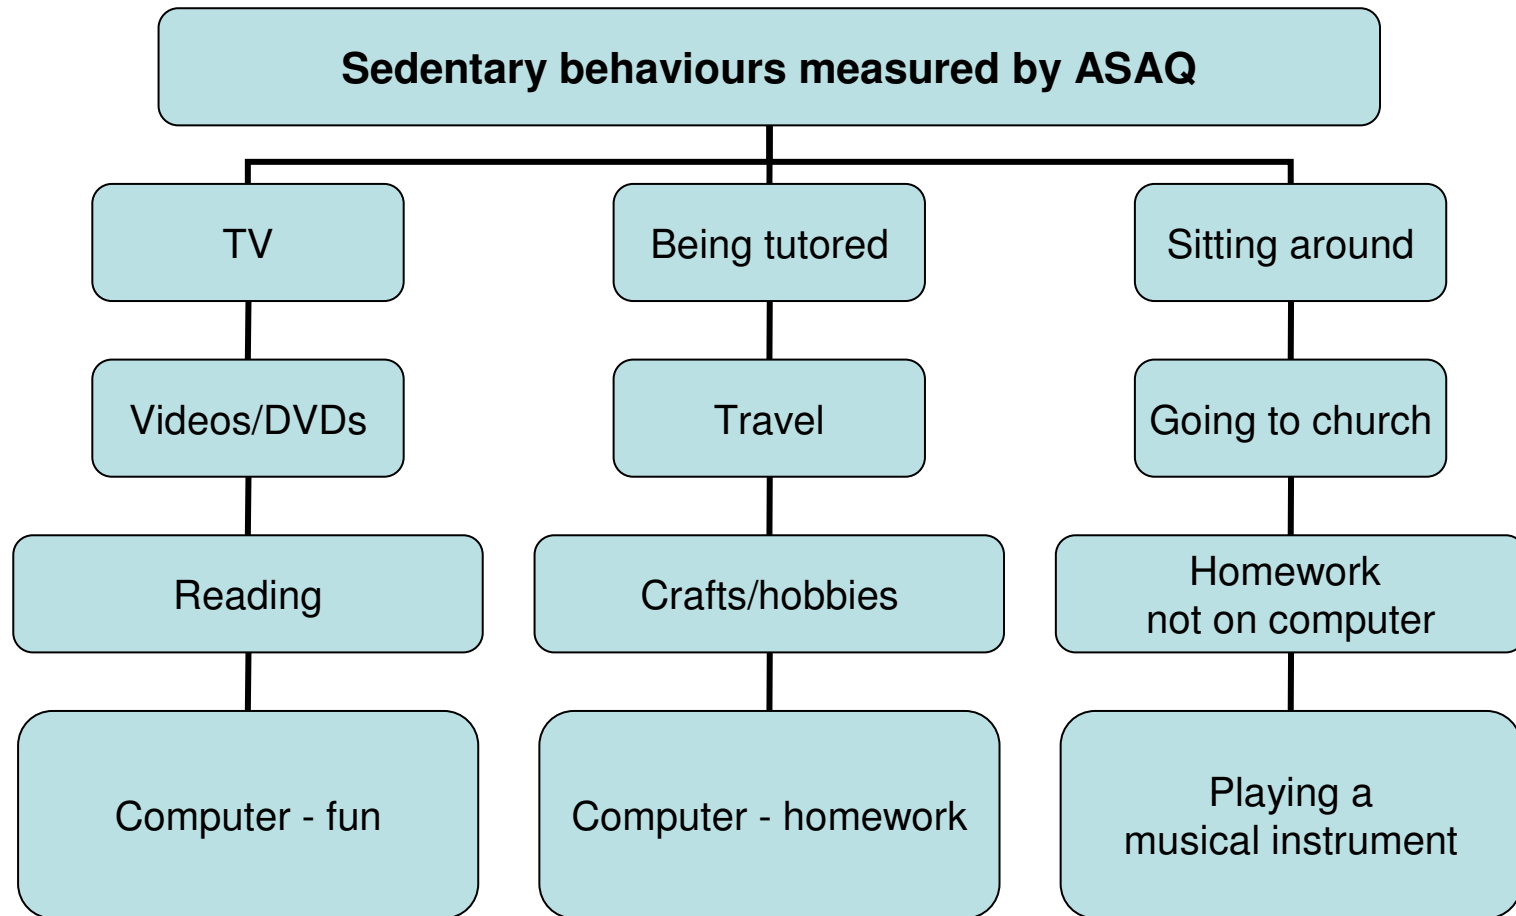 Sedentary behaviours measured by ASAQ
TV
Being tutored
Sitting around
Videos/DVDs
Travel
Going to church
Reading
Crafts/hobbies
Homework
not on computer
Computer - fun
Computer - homework
Playing a
musical instrument